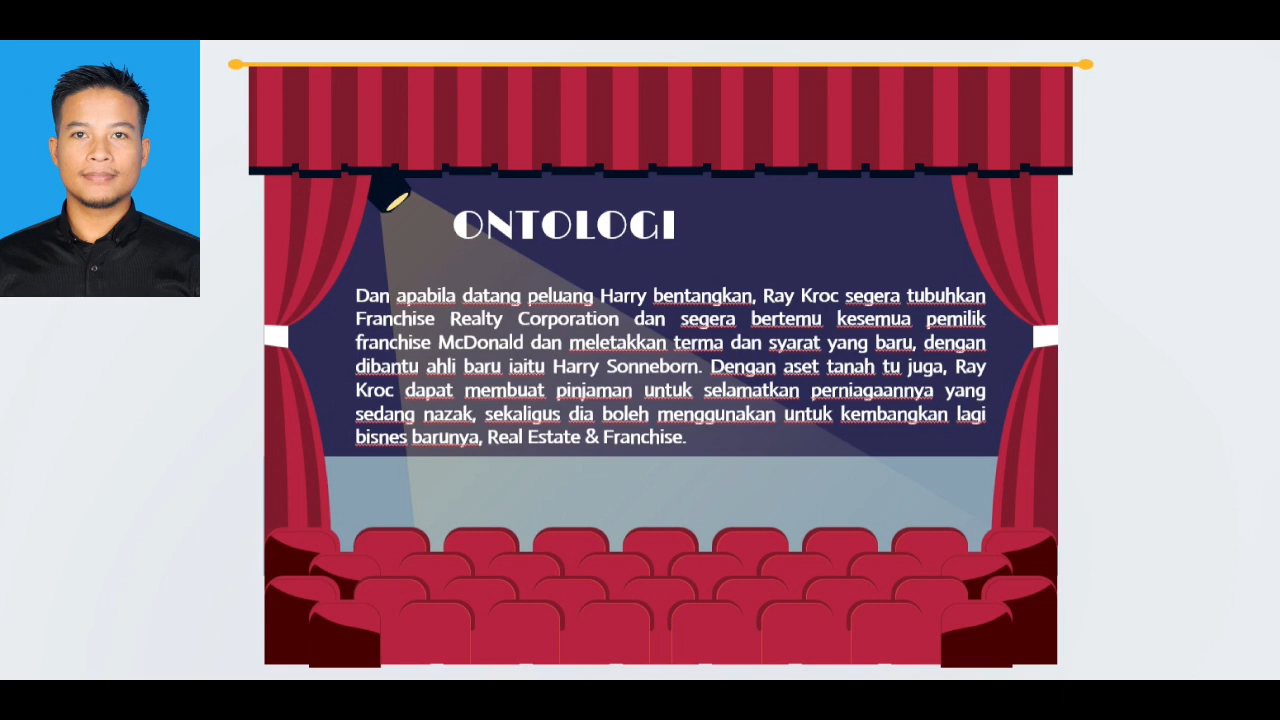 ONTOLOGI
Dan apabila datang peluang Harry bentangkan, Ray Kroc segera tubuhkan
Franchise Realty Corporation dan segera bertemu kesemua pemilik
franchise McDonald dan meletakkan terma dan syarat yang baru, dengan
dibantu ahli baru iaitu Harry Sonneborn. Dengan aset tanah tu juga, Ray
Kroc dapat membuat pinjaman untuk selamatkan perniagaannya yang
sedang nazak, sekaligus dia boleh menggunakan untuk kembangkan lagi
bisnes barunya, Real Estate & Franchise.